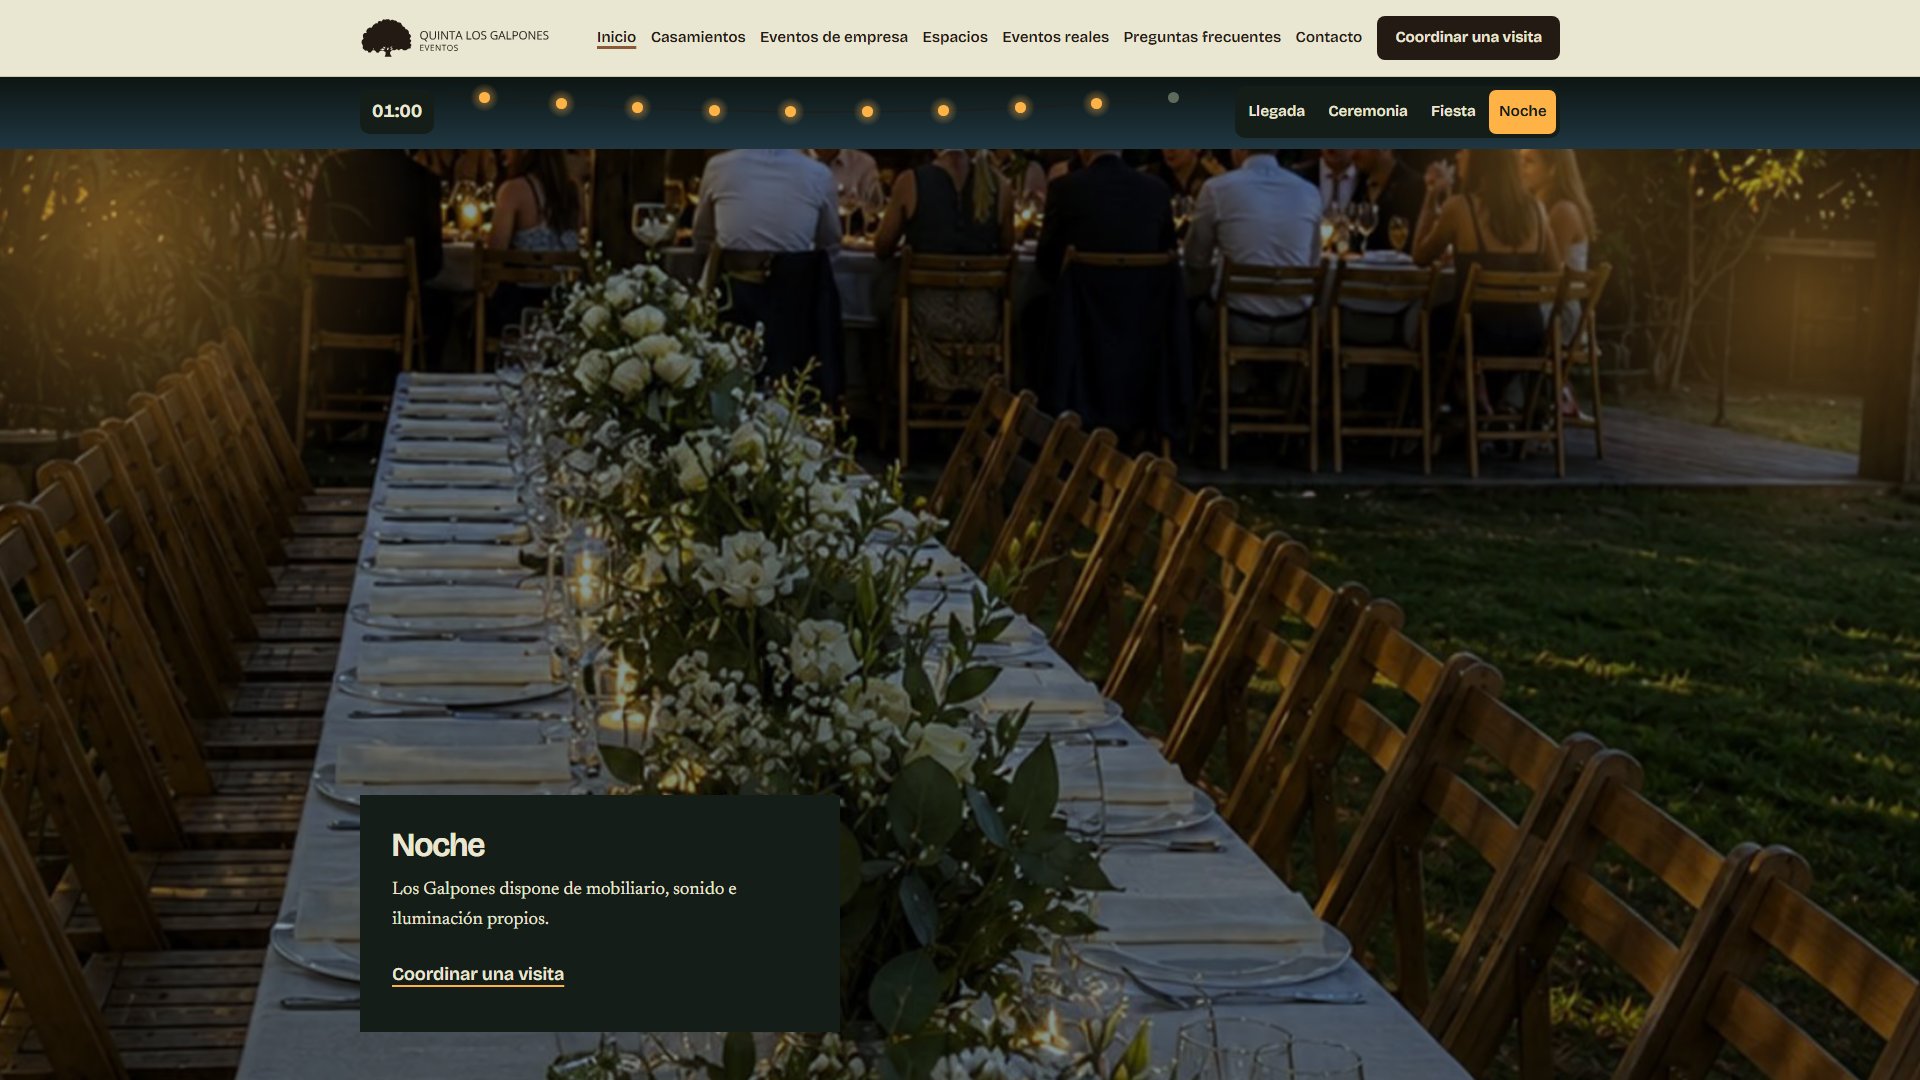 QUINTA LOS GALPONES
EVENTOS
Inicio
Casamientos
Eventos de empresa
Espacios
Eventos reales
Preguntas frecuentes
Contacto
Coordinar una visita
01:00
Llegada
Ceremonia
Fiesta
Noche
Noche
Los Galpones dispone de mobiliario, sonido e
iluminación propios.
Coordinar una visita